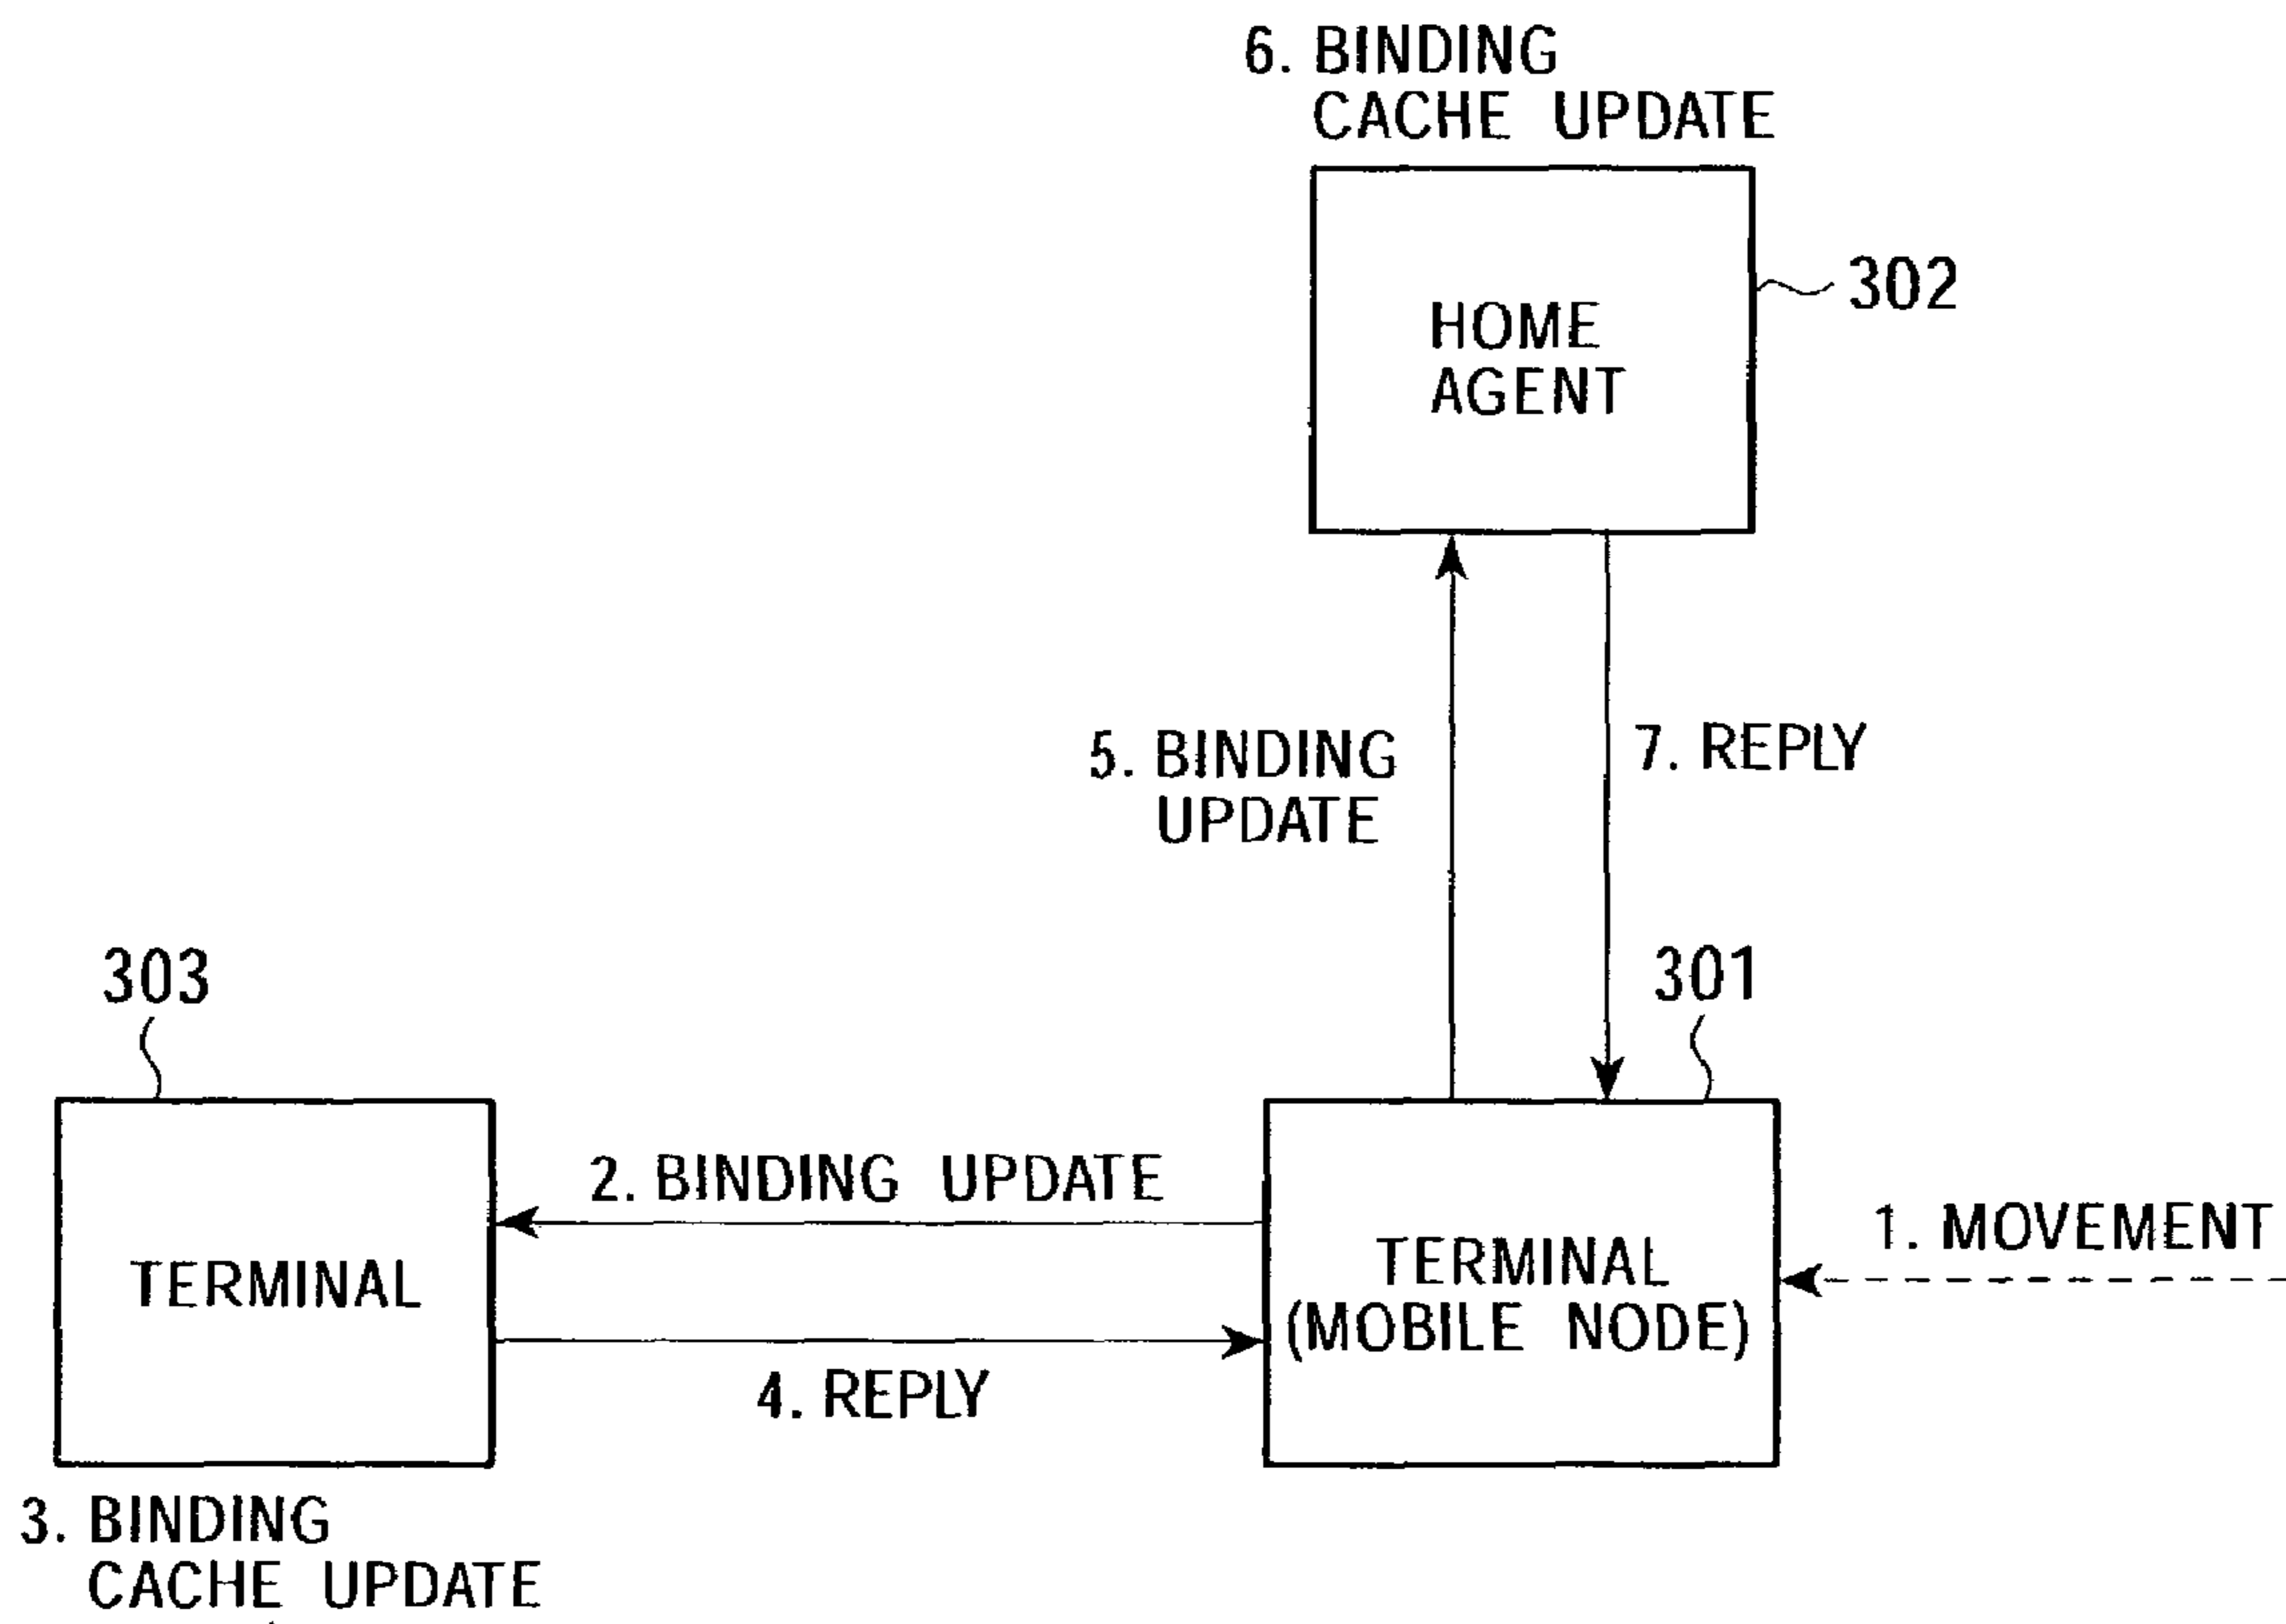 6. BINDING
CACHE UPDATE
HOME
AGENT
302
5. BINDING
UPDATE
7. REPLY
303
301
2. BINDING UPDATE
1. MOVEMENT
TERMINAL
TERMINAL
(MOBILE NODE)
4. REPLY
3. BINDING
CACHE UPDATE